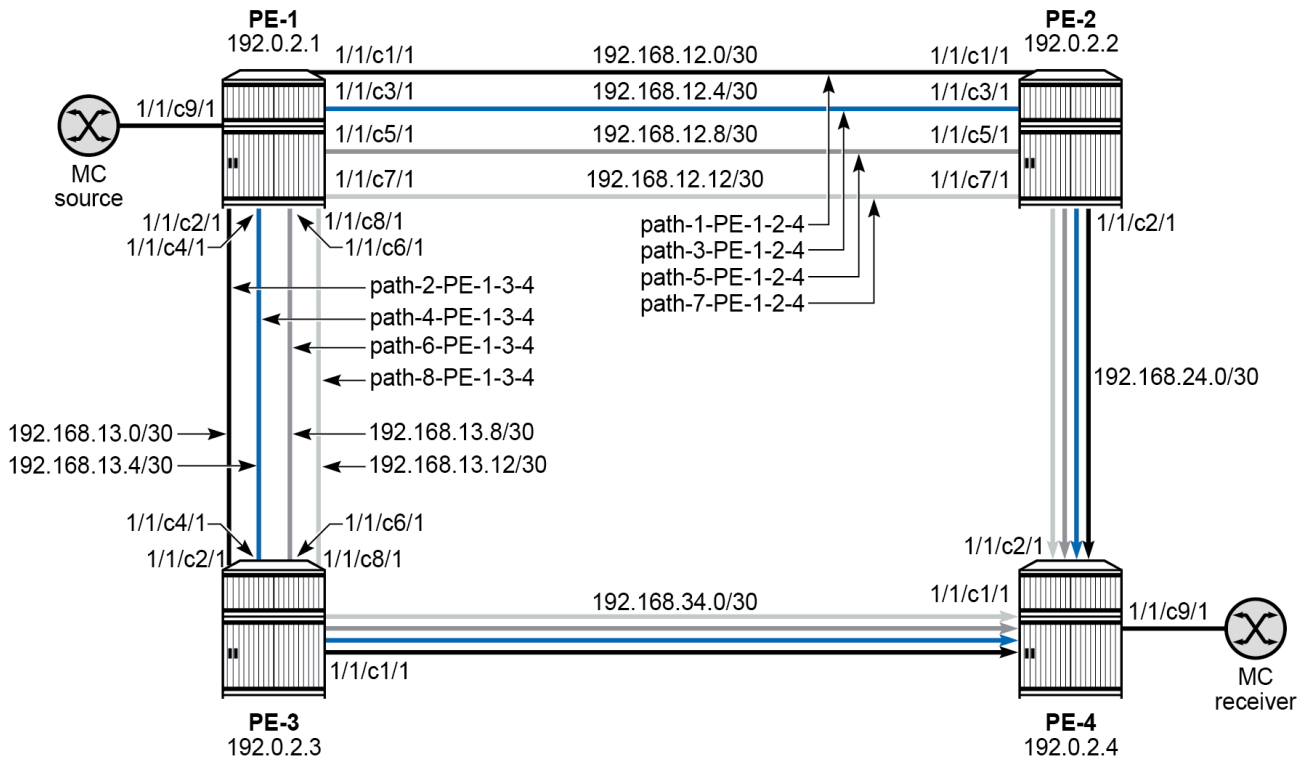 PE-1
192.0.2.1
PE-2
192.0.2.2
1/1/c1/1
192.168.12.0/30
1/1/c1/1
1/1/c9/1
1/1/c3/1
192.168.12.4/30
1/1/c3/1
MC
source
1/1/c5/1
192.168.12.8/30
1/1/c5/1
1/1/c7/1
192.168.12.12/30
1/1/c7/1
1/1/c2/1
1/1/c8/1
1/1/c4/1
1/1/c6/1
path-1-PE-1-2-4
path-3-PE-1-2-4
path-5-PE-1-2-4
path-7-PE-1-2-4
1/1/c2/1
path-2-PE-1-3-4
path-4-PE-1-3-4
path-6-PE-1-3-4
path-8-PE-1-3-4
192.168.24.0/30
192.168.13.0/30
192.168.13.8/30
192.168.13.4/30
192.168.13.12/30
1/1/c4/1
1/1/c6/1
1/1/c2/1
1/1/c8/1
1/1/c2/1
192.168.34.0/30
1/1/c1/1
1/1/c9/1
1/1/c1/1
MC
receiver
PE-3
192.0.2.3
PE-4
192.0.2.4